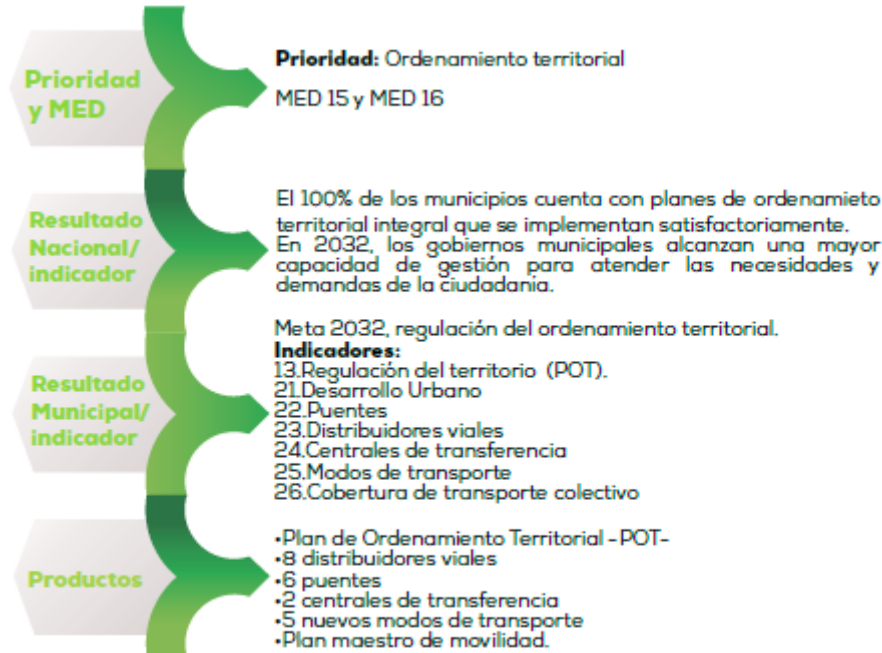 Prioridad
y MED
Prioridad: Ordenamiento territorial
MED 15 y MED 16
Resultado
Nacional/
indicador
El 100% de los municipios cuenta con planes de ordenamieto
territorial integral que se implementan satisfactoriamente.
En 2032, los gobiernos municipales alcanzan una mayor
capacidad de gestión para atender las necesidades y
demandas de la ciudadanía.
Resultado
Municipal/
indicador
Meta 2032, regulación del ordenamiento territorial.
Indicadores:
13.Regulación del territorio (POT).
21.Desarrollo Urbano
22.Puentes
23.Distribuidores viales
24.Centrales de transferencia
25.Modos de transporte
26.Cobertura de transporte colectivo
Productos
•Plan de Ordenamiento Territorial -POT-
•8 distribuidores viales
•6 puentes
•2 centrales de transferencia
•5 nuevos modos de transporte
•Plan maestro de movilidad.